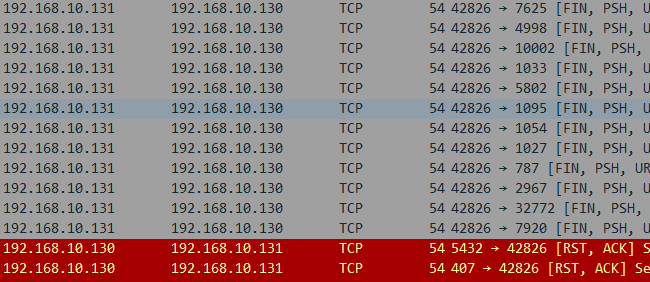 192.168.10.131 192.168.10.130 TCP 54 42826 → 7625 [FIN, PSH, U
192.168.10.131 192.168.10.130 TCP 54 42826 → 4998 [FIN, PSH, U
192.168.10.131 192.168.10.130 TCP 54 42826 → 10002 [FIN, PSH,
192.168.10.131 192.168.10.130 TCP 54 42826 → 1033 [FIN, PSH, U
192.168.10.131 192.168.10.130 TCP 54 42826 → 5802 [FIN, PSH, U
192.168.10.131 192.168.10.130 TCP 54 42826 → 1095 [FIN, PSH, U
192.168.10.131 192.168.10.130 TCP 54 42826 → 1054 [FIN, PSH, U
192.168.10.131 192.168.10.130 TCP 54 42826 → 1027 [FIN, PSH, U
192.168.10.131 192.168.10.130 TCP 54 42826 → 787 [FIN, PSH, UR
192.168.10.131 192.168.10.130 TCP 54 42826 → 2967 [FIN, PSH, U
192.168.10.131 192.168.10.130 TCP 54 42826 → 32772 [FIN, PSH,
192.168.10.131 192.168.10.130 TCP 54 42826 → 7920 [FIN, PSH, U
192.168.10.130 192.168.10.131 TCP 54 5432 → 42826 [RST, ACK] S
192.168.10.130 192.168.10.131 TCP 54 407 → 42826 [RST, ACK] Se